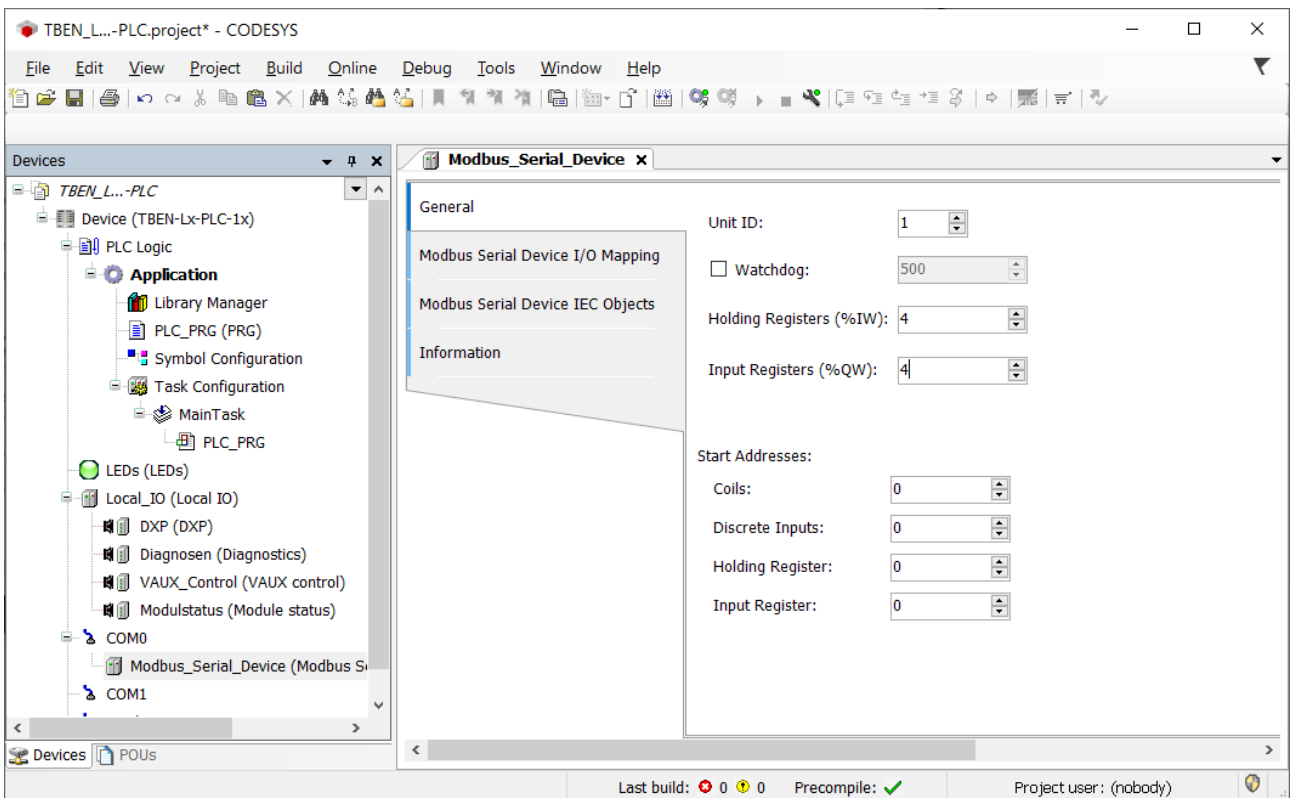 TBEN_L...-PLC.project* - CODESYS
File Edit View Project Build Online Debug Tools Window Help
Devices
TBEN_L...-PLC
Device (TBEN-Lx-PLC-1x)
PLC Logic
Application
Library Manager
PLC_PRG (PRG)
Symbol Configuration
Task Configuration
MainTask
PLC_PRG
LEDs (LEDs)
Local_IO (Local IO)
DXP (DXP)
Diagnosen (Diagnostics)
VAUX_Control (VAUX control)
Modulstatus (Module status)
COM0
Modbus_Serial_Device (Modbus Se
COM1
Devices POUs
Modbus_Serial_Device
General
Modbus Serial Device I/O Mapping
Modbus Serial Device IEC Objects
Information
Unit ID: 1
Watchdog: 500
Holding Registers (%IW): 4
Input Registers (%QW): 4
Start Addresses:
Coils: 0
Discrete Inputs: 0
Holding Register: 0
Input Register: 0
Last build: 0 0 Precompile: Project user: (nobody)